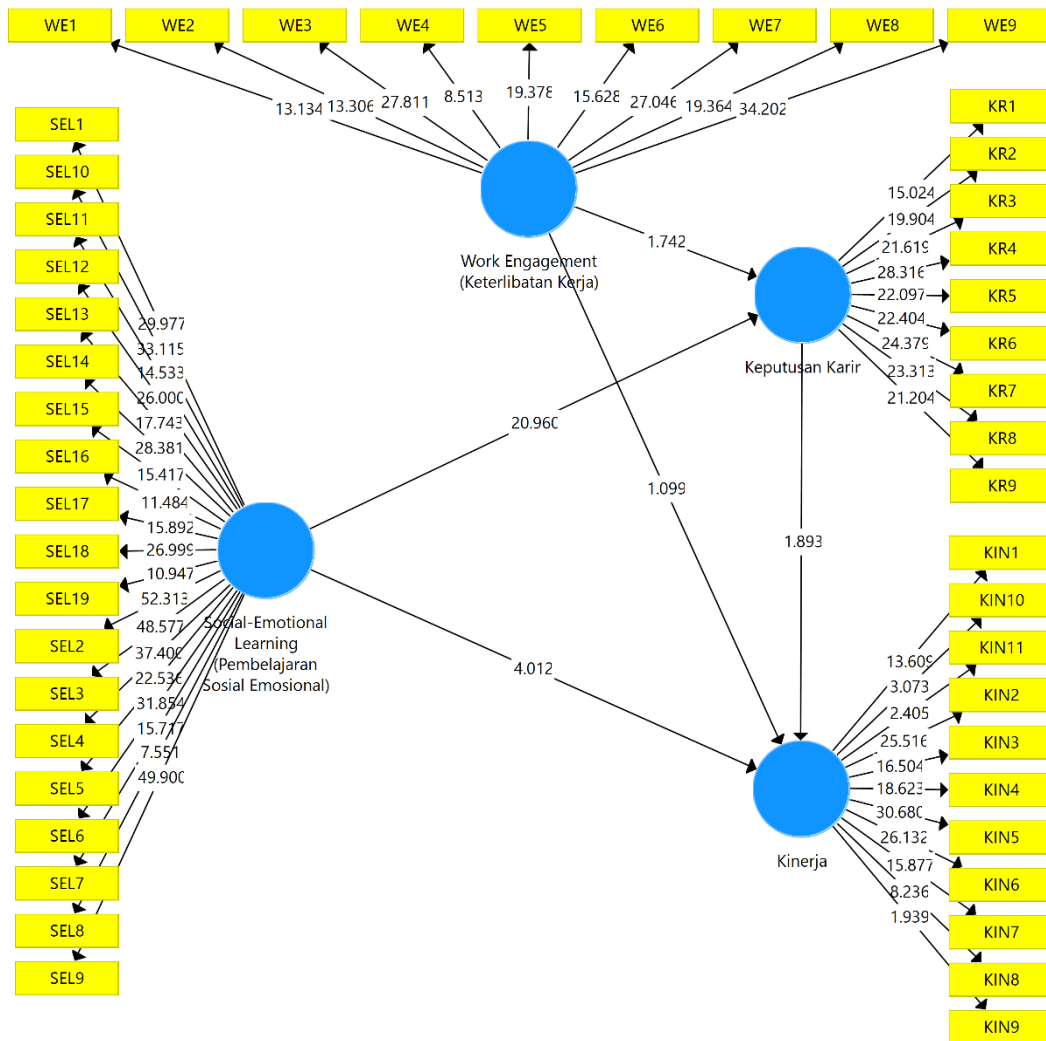 WE1
WE2
WE3
WE4
WE5
WE6
WE7
WE8
WE9
13.134
13.306
27.811
8.513
19.378
15.628
27.046
19.364
34.202
SEL1
SEL10
SEL11
SEL12
SEL13
SEL14
SEL15
SEL16
SEL17
SEL18
SEL19
SEL2
SEL3
SEL4
SEL5
SEL6
SEL7
SEL8
SEL9
29.977
33.115
14.533
26.000
17.743
28.381
15.417
11.484
15.892
26.999
10.947
52.313
48.577
37.400
22.536
31.854
15.717
7.551
49.900
Work Engagement
(Keterlibatan Kerja)
Social-Emotional
Learning
(Pembelajaran
Sosial Emosional)
1.742
20.960
1.099
4.012
1.893
Keputusan Karir
KR1
KR2
KR3
KR4
KR5
KR6
KR7
KR8
KR9
15.024
19.904
21.619
28.316
22.097
22.404
24.379
23.313
21.204
Kinerja
KIN1
KIN10
KIN11
KIN2
KIN3
KIN4
KIN5
KIN6
KIN7
KIN8
KIN9
13.609
3.073
2.405
25.516
16.504
18.623
30.680
26.132
15.877
8.236
1.939